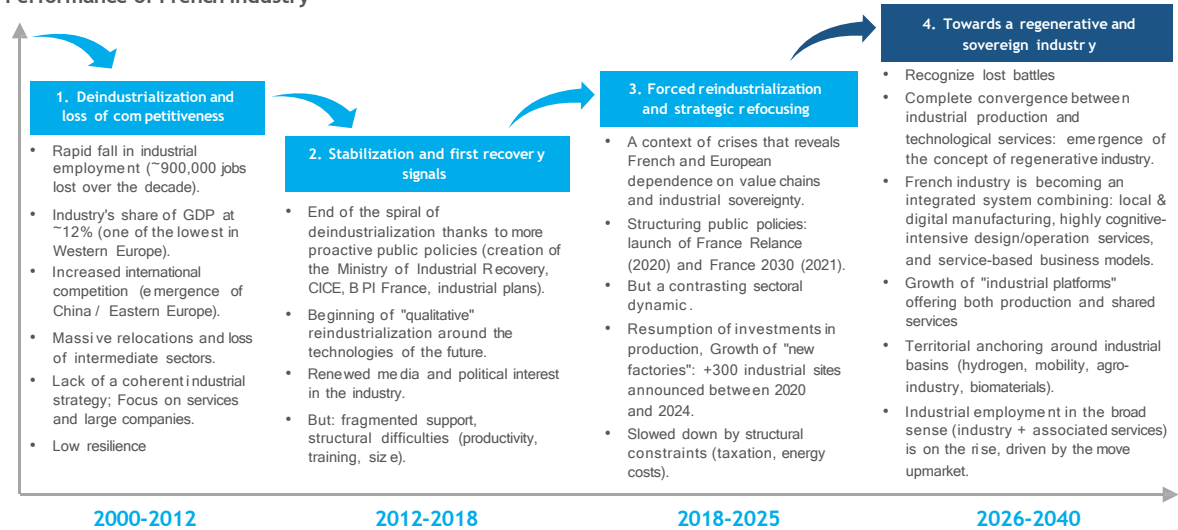 Performance of French industry
1. Deindustrialization and
loss of competitiveness
• Rapid fall in industrial
employment (~900,000 jobs
lost over the decade).
• Industry's share of GDP at
~12% (one of the lowest in
Western Europe).
• Increased international
competition (emergence of
China / Eastern Europe).
• Massive relocations and loss
of intermediate sectors.
• Lack of a coherent industrial
strategy; Focus on services
and large companies.
• Low resilience
2. Stabilization and first recovery
signals
• End of the spiral of
deindustrialization thanks to more
proactive public policies (creation of
the Ministry of Industrial Recovery,
CICE, BPI France, industrial plans).
• Beginning of "qualitative"
reindustrialization around the
technologies of the future.
• Renewed media and political interest
in the industry.
• But: fragmented support,
structural difficulties (productivity,
training, size).
3. Forced reindustrialization
and strategic refocusing
• A context of crises that reveals
French and European
dependence on value chains
and industrial sovereignty.
• Structuring public policies:
launch of France Relance
(2020) and France 2030 (2021).
• But a contrasting sectoral
dynamic.
• Resumption of investments in
production, Growth of "new
factories": +300 industrial sites
announced between 2020
and 2024.
• Slowed down by structural
constraints (taxation, energy
costs).
4. Towards a regenerative and
sovereign industry
• Recognize lost battles
• Complete convergence between
industrial production and
technological services: emergence of
the concept of regenerative industry.
• French industry is becoming an
integrated system combining: local &
digital manufacturing, highly cognitive-
intensive design/operation services,
and service-based business models.
• Growth of "industrial platforms"
offering both production and shared
services
• Territorial anchoring around industrial
basins (hydrogen, mobility, agro-
industry, biomaterials).
• Industrial employment in the broad
sense (industry + associated services)
is on the rise, driven by the move
upmarket.
2000-2012
2012-2018
2018-2025
2026-2040